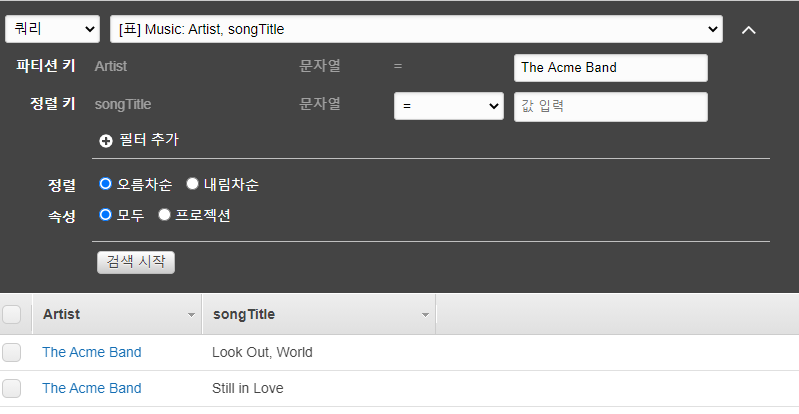 쿼리 [표] Music: Artist, songTitle
파티션 키 Artist 문자열 = The Acme Band
정렬 키 songTitle 문자열 = 값 입력
필터 추가
정렬 오름차순 내림차순
속성 모두 프로젝션
검색 시작
Artist songTitle
The Acme Band Look Out, World
The Acme Band Still in Love